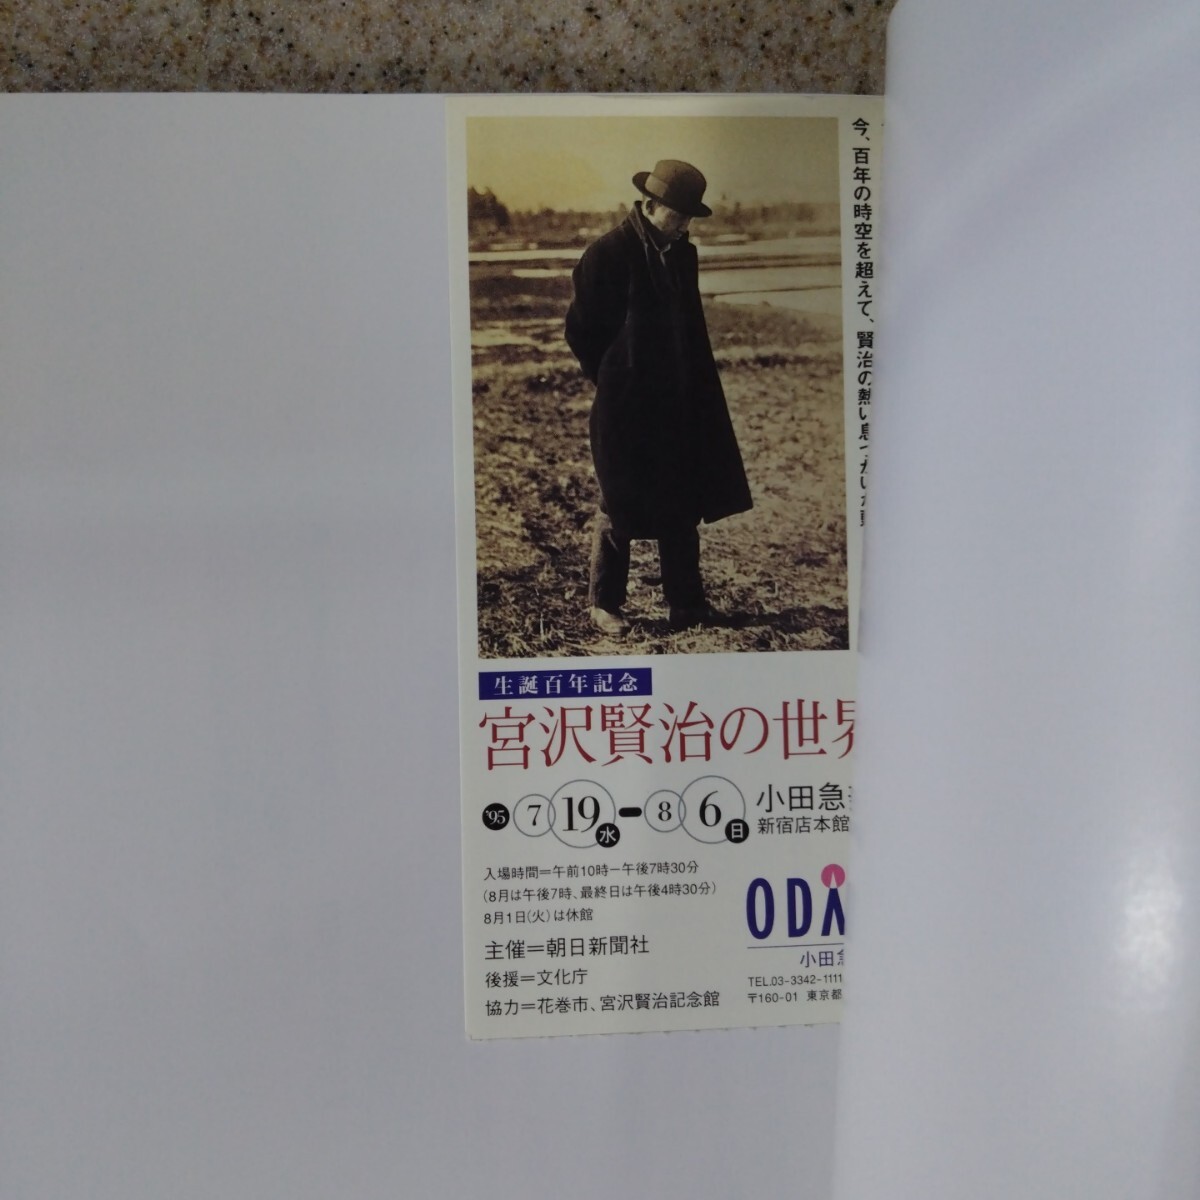 今、百年の時空を超えて、賢治の熱い息づかいが
生誕百年記念
宮沢賢治の世界
'95 7 19 水 - 8 6 日
小田急
新宿店本館
入場時間＝午前10時－午後7時30分
(8月は午後7時、最終日は午後4時30分)
8月1日(火)は休館
主催＝朝日新聞社
後援＝文化庁
協力＝花巻市、宮沢賢治記念館
ODA
小田急
TEL.03-3342-1111
〒160-01 東京都